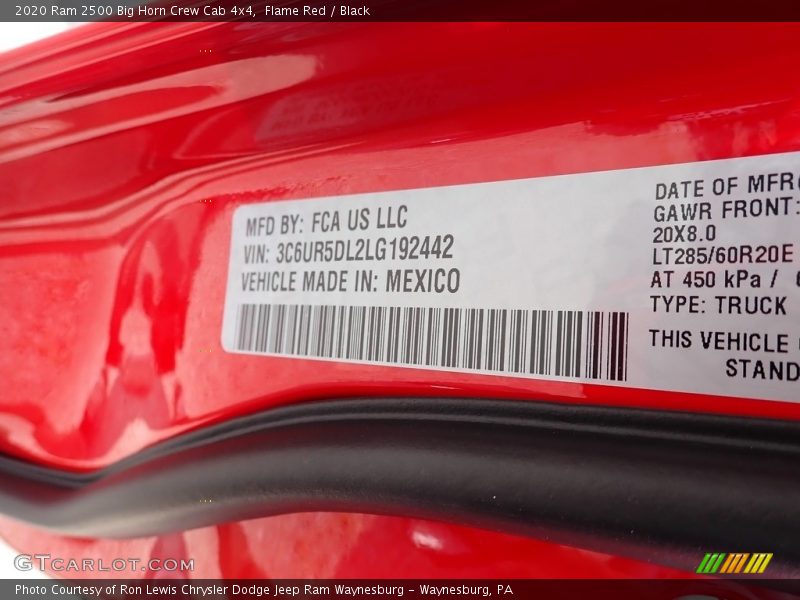 2020 Ram 2500 Big Horn Crew Cab 4x4, Flame Red / Black
MFD BY: FCA US LLC
VIN: 3C6UR5DL2LG192442
VEHICLE MADE IN: MEXICO
DATE OF MFR
GAWR FRONT:
20X8.0
LT285/60R20E
AT 450 kPa /
TYPE: TRUCK
THIS VEHICLE
STAND
GTCARLOT.COM
Photo Courtesy of Ron Lewis Chrysler Dodge Jeep Ram Waynesburg - Waynesburg, PA